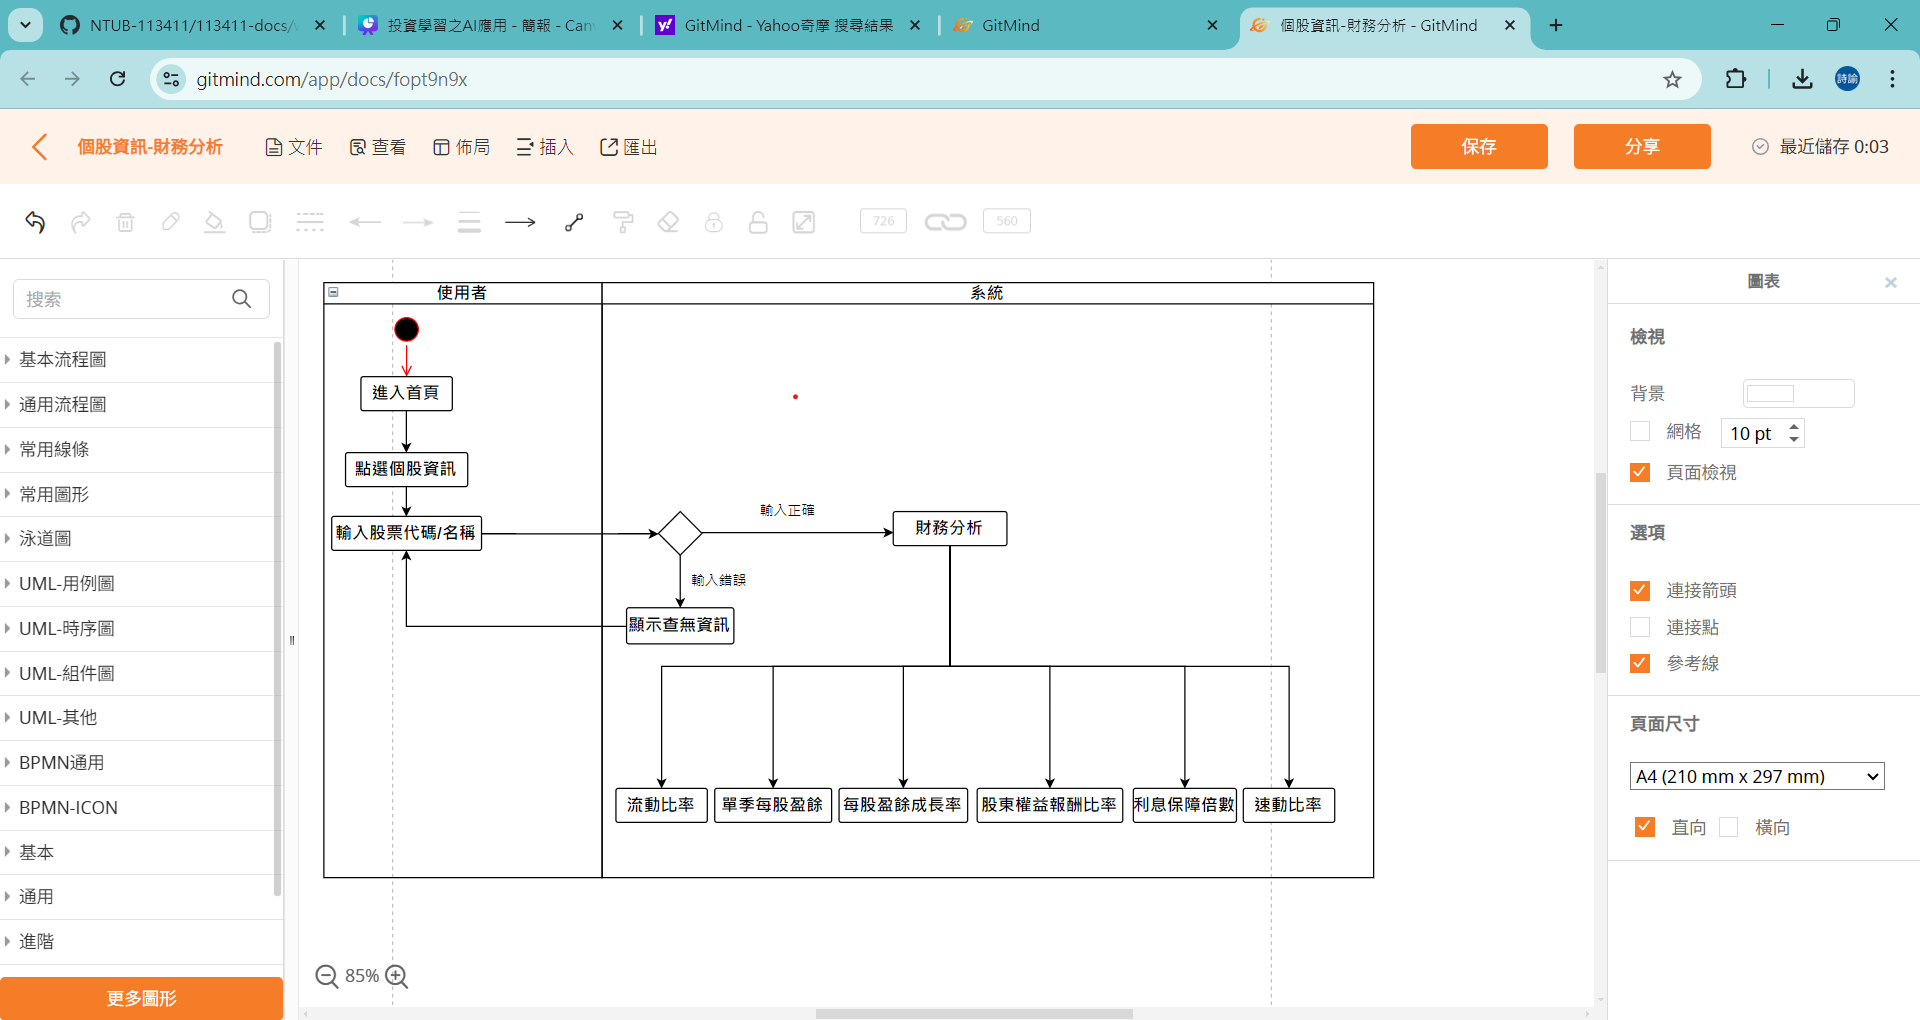 NTUB-113411/113411-docs/
投資學習之AI應用 - 簡報 - Can
GitMind - Yahoo奇摩 搜尋結果
GitMind
個股資訊-財務分析 - GitMind
gitmind.com/app/docs/fopt9n9x
詩諭
個股資訊-財務分析
文件
查看
佈局
插入
匯出
保存
分享
最近儲存 0:03
726
560
搜索
基本流程圖
通用流程圖
常用線條
常用圖形
泳道圖
UML-用例圖
UML-時序圖
UML-組件圖
UML-其他
BPMN通用
BPMN-ICON
基本
通用
進階
更多圖形
使用者
系統
進入首頁
點選個股資訊
輸入股票代碼/名稱
輸入正確
財務分析
輸入錯誤
顯示查無資訊
流動比率
單季每股盈餘
每股盈餘成長率
股東權益報酬比率
利息保障倍數
速動比率
85%
圖表
檢視
背景
網格
10 pt
頁面檢視
選項
連接箭頭
連接點
參考線
頁面尺寸
A4 (210 mm x 297 mm)
直向
橫向